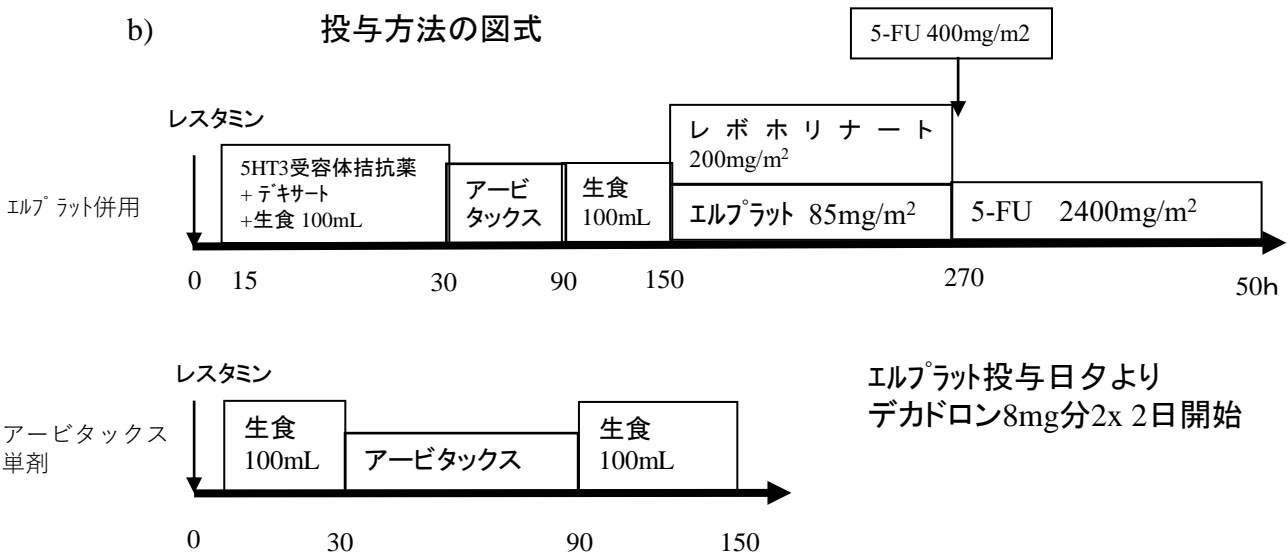 b) 投与方法の図式
5-FU 400mg/m2
レスタミン
5HT3受容体拮抗薬
+ デキサート
+生食 100mL
アービ
タックス
生食
100mL
レボホリナート
200mg/m²
エルプラット 85mg/m²
5-FU 2400mg/m²
エルプラット併用
0 15 30 90 150 270 50h
レスタミン
生食
100mL
アービタックス
生食
100mL
アービタックス
単剤
0 30 90 150
エルプラット投与日夕より
デカドロン8mg分2x 2日開始